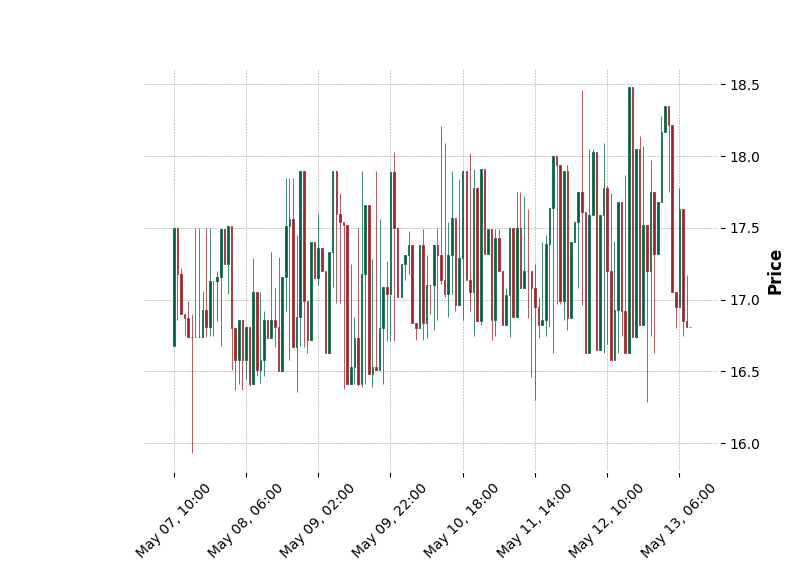 18.5
18.0
17.5
17.0
16.5
16.0
Price
May 07, 10:00
May 08, 06:00
May 09, 02:00
May 09, 22:00
May 10, 18:00
May 11, 14:00
May 12, 10:00
May 13, 06:00